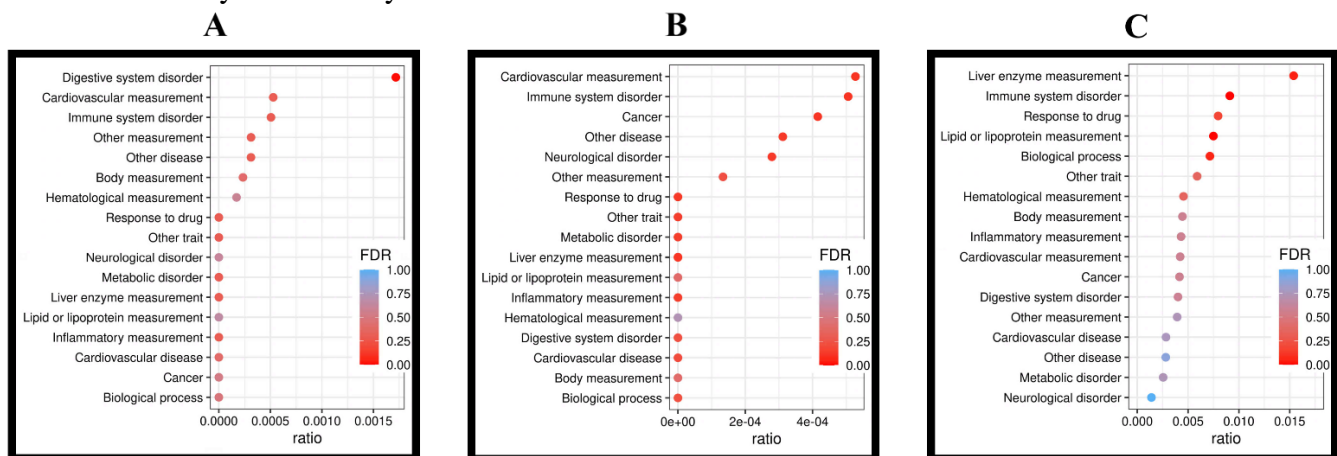 A B C
Digestive system disorder
Cardiovascular measurement
Immune system disorder
Other measurement
Other disease
Body measurement
Hematological measurement
Response to drug
Other trait
Neurological disorder
Metabolic disorder
Liver enzyme measurement
Lipid or lipoprotein measurement
Inflammatory measurement
Cardiovascular disease
Cancer
Biological process
0.0000 0.0005 0.0010 0.0015
ratio
FDR
1.00
0.75
0.50
0.25
0.00
Cardiovascular measurement
Immune system disorder
Cancer
Other disease
Neurological disorder
Other measurement
Response to drug
Other trait
Metabolic disorder
Liver enzyme measurement
Lipid or lipoprotein measurement
Inflammatory measurement
Hematological measurement
Digestive system disorder
Cardiovascular disease
Body measurement
Biological process
0e+00 2e-04 4e-04
ratio
FDR
1.00
0.75
0.50
0.25
0.00
Liver enzyme measurement
Immune system disorder
Response to drug
Lipid or lipoprotein measurement
Biological process
Other trait
Hematological measurement
Body measurement
Inflammatory measurement
Cardiovascular measurement
Cancer
Digestive system disorder
Other measurement
Cardiovascular disease
Other disease
Metabolic disorder
Neurological disorder
0.000 0.005 0.010 0.015
ratio
FDR
1.00
0.75
0.50
0.25
0.00